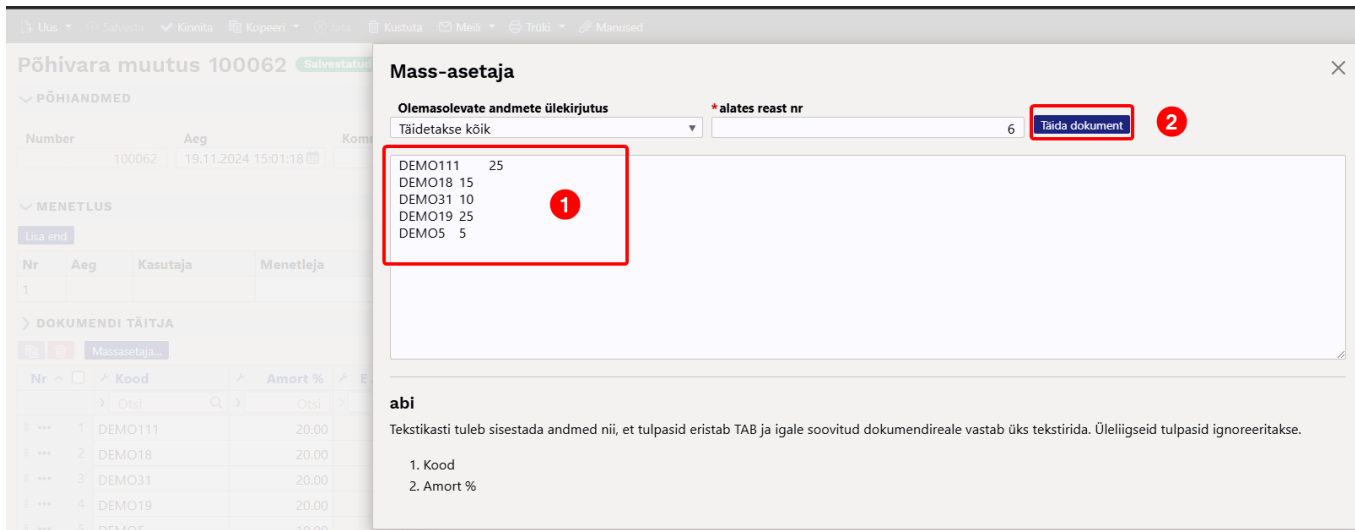 Uus Salvesta Kinnita Kopeeri Jäta Kustuta Meili Trüki Manused
Põhivara muutus 100062 Salvestatud
PÕHIANDMED
Number Aeg
100062 19.11.2024 15:01:18
MENETLUS
Lisa end
Nr Aeg Kasutaja Menetleja
1
DOKUMENDI TÄITJA
Massasetaja...
Nr Kood Amort %
Otsi Otsi
1 DEMO111 20.00
2 DEMO18 20.00
3 DEMO31 20.00
4 DEMO19 20.00
5 DEMO5 10.00
Mass-asetaja
Olemasolevate andmete ülekirjutus *alates reast nr
Täidetakse kõik 6 Täida dokument 2
DEMO111 25
DEMO18 15
DEMO31 10
DEMO19 25
DEMO5 5
1
abi
Tekstikasti tuleb sisestada andmed nii, et tulpasid eristab TAB ja igale soovitud dokumendireale vastab üks tekstirida. Üleliigseid tulpasid ignoreeritakse.
1. Kood
2. Amort %